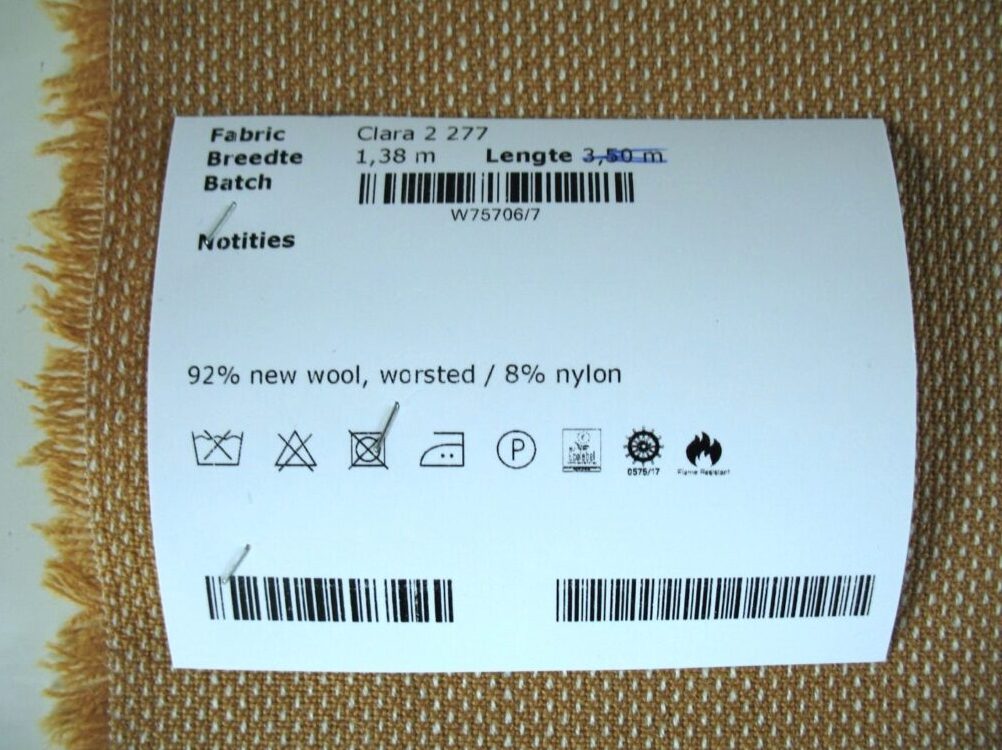 Fabric Clara 2 277
Breedte 1,38 m Lengte 3,50 m
Batch
W75706/7
Notities
92% new wool, worsted / 8% nylon
P
0575/17 Flame Resistant